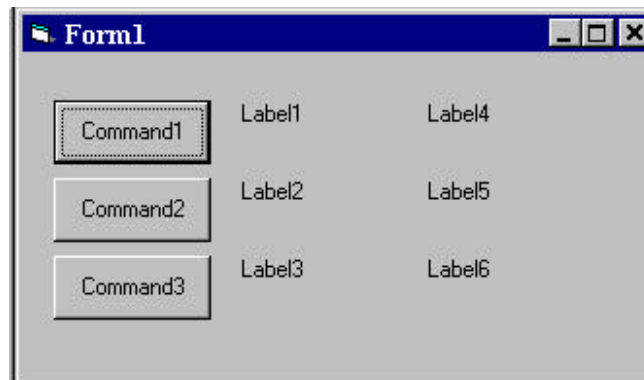 Form1
Command1 Label1 Label4
Command2 Label2 Label5
Command3 Label3 Label6